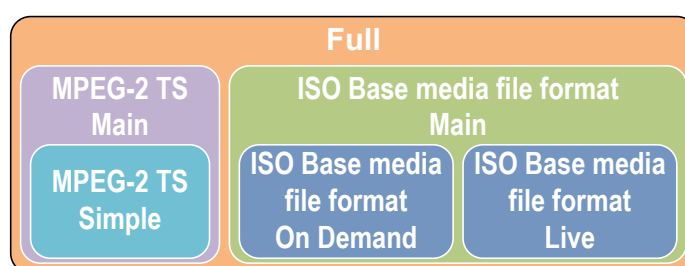 Full
MPEG-2 TS
Main
MPEG-2 TS
Simple
ISO Base media file format
Main
ISO Base media
file format
On Demand
ISO Base media
file format
Live